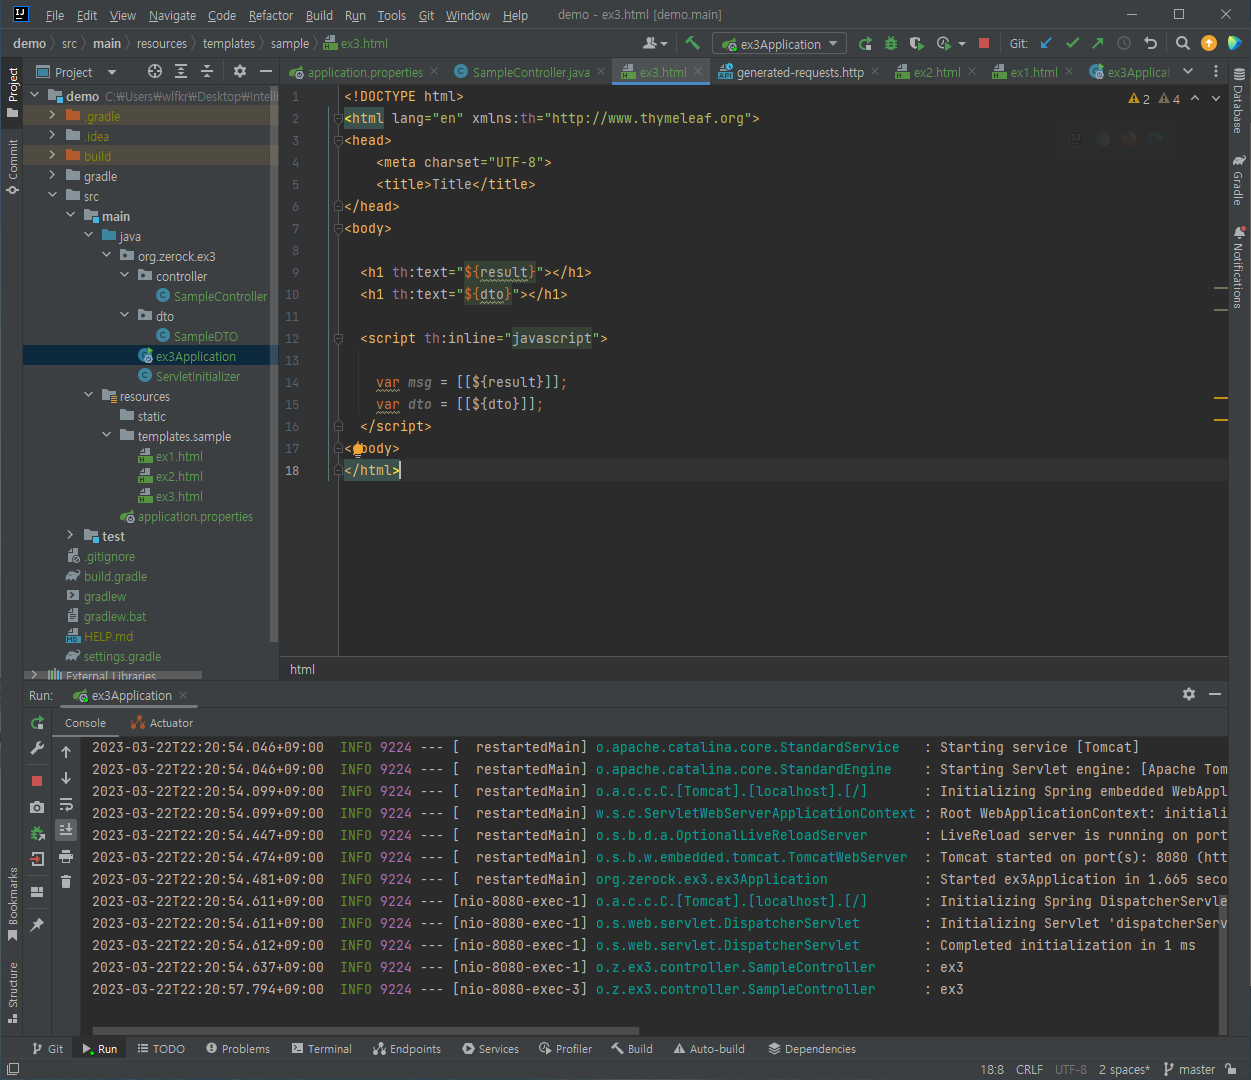 File Edit View Navigate Code Refactor Build Run Tools Git Window Help demo - ex3.html [demo.main]
demo src main resources templates sample ex3.html ex3Application Git:
Project
application.properties SampleController.java ex3.html generated-requests.http ex2.html ex1.html ex3Applicat
demo C:₩Users₩wlfkr₩Desktop₩Intelli
.gradle
.idea
build
gradle
src
main
java
org.zerock.ex3
controller
SampleController
dto
SampleDTO
ex3Application
ServletInitializer
resources
static
templates.sample
ex1.html
ex2.html
ex3.html
application.properties
test
.gitignore
build.gradle
gradlew
gradlew.bat
HELP.md
settings.gradle
External Libraries
Project
Commit
Bookmarks
Structure
1 <!DOCTYPE html>
2 <html lang="en" xmlns:th="http://www.thymeleaf.org">
3 <head>
4 <meta charset="UTF-8">
5 <title>Title</title>
6 </head>
7 <body>
8
9 <h1 th:text="${result}"></h1>
10 <h1 th:text="${dto}"></h1>
11
12 <script th:inline="javascript">
13
14 var msg = [[${result}]];
15 var dto = [[${dto}]];
16 </script>
17 <body>
18 </html>
2 4
Database
Gradle
Notifications
html
Run: ex3Application
Console Actuator
2023-03-22T22:20:54.046+09:00 INFO 9224 --- [ restartedMain] o.apache.catalina.core.StandardService : Starting service [Tomcat]
2023-03-22T22:20:54.046+09:00 INFO 9224 --- [ restartedMain] o.apache.catalina.core.StandardEngine : Starting Servlet engine: [Apache Tom
2023-03-22T22:20:54.099+09:00 INFO 9224 --- [ restartedMain] o.a.c.c.C.[Tomcat].[localhost].[/] : Initializing Spring embedded WebAppl
2023-03-22T22:20:54.099+09:00 INFO 9224 --- [ restartedMain] w.s.c.ServletWebServerApplicationContext : Root WebApplicationContext: initiali
2023-03-22T22:20:54.447+09:00 INFO 9224 --- [ restartedMain] o.s.b.d.a.OptionalLiveReloadServer : LiveReload server is running on port
2023-03-22T22:20:54.474+09:00 INFO 9224 --- [ restartedMain] o.s.b.w.embedded.tomcat.TomcatWebServer : Tomcat started on port(s): 8080 (htt
2023-03-22T22:20:54.481+09:00 INFO 9224 --- [ restartedMain] org.zerock.ex3.ex3Application : Started ex3Application in 1.665 seco
2023-03-22T22:20:54.611+09:00 INFO 9224 --- [nio-8080-exec-1] o.a.c.c.C.[Tomcat].[localhost].[/] : Initializing Spring DispatcherServle
2023-03-22T22:20:54.611+09:00 INFO 9224 --- [nio-8080-exec-1] o.s.web.servlet.DispatcherServlet : Initializing Servlet 'dispatcherServ
2023-03-22T22:20:54.612+09:00 INFO 9224 --- [nio-8080-exec-1] o.s.web.servlet.DispatcherServlet : Completed initialization in 1 ms
2023-03-22T22:20:54.637+09:00 INFO 9224 --- [nio-8080-exec-1] o.z.ex3.controller.SampleController : ex3
2023-03-22T22:20:57.794+09:00 INFO 9224 --- [nio-8080-exec-3] o.z.ex3.controller.SampleController : ex3
Git Run TODO Problems Terminal Endpoints Services Profiler Build Auto-build Dependencies
18:8 CRLF UTF-8 2 spaces* master